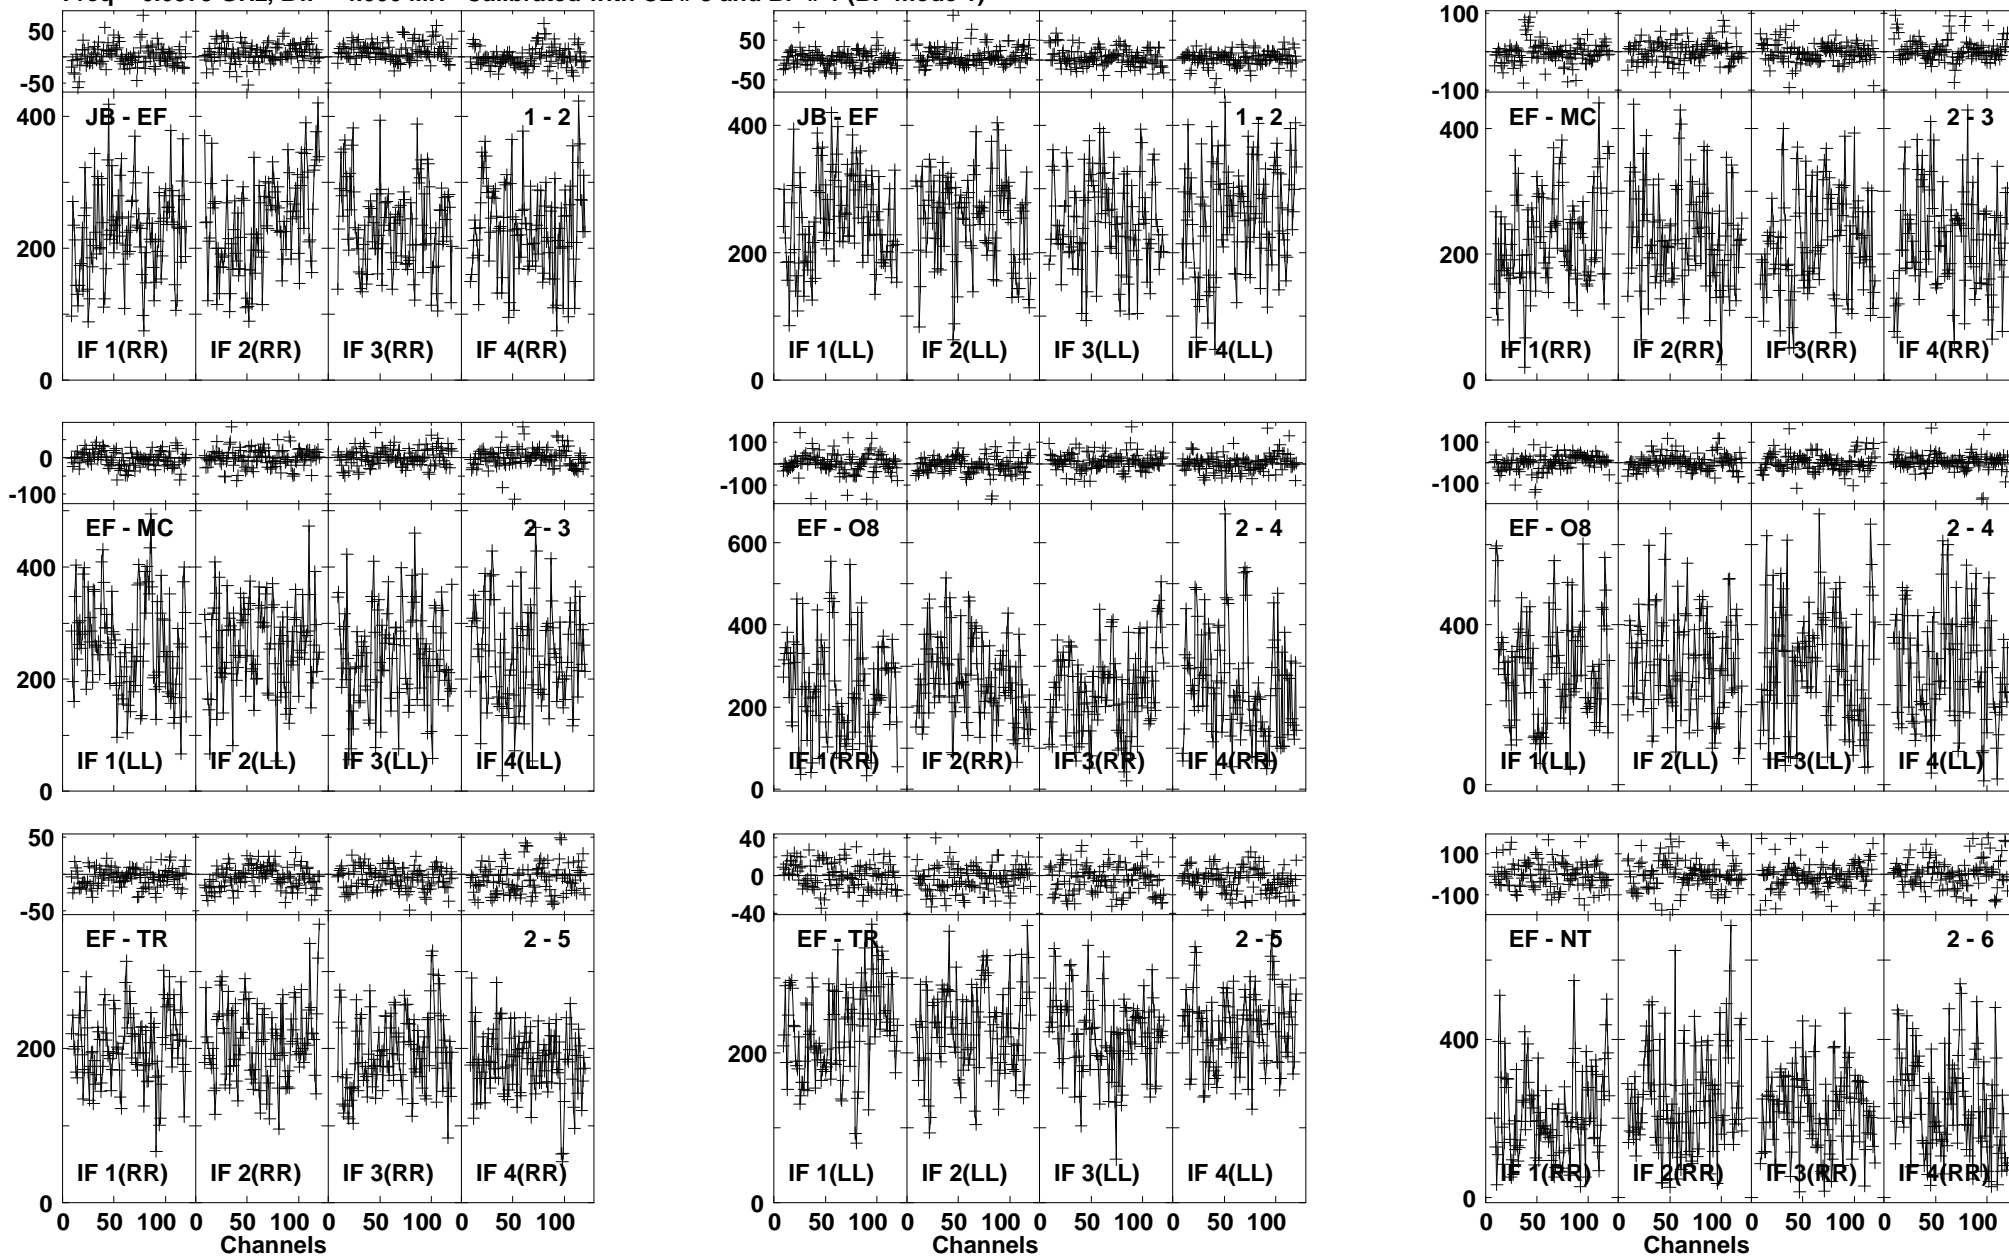 50
-50
400
200
0
JB - EF
1 - 2
IF 1(RR)
IF 2(RR)
IF 3(RR)
IF 4(RR)
50
-50
400
200
0
JB - EF
1 - 2
IF 1(LL)
IF 2(LL)
IF 3(LL)
IF 4(LL)
100
-100
400
200
0
EF - MC
2 - 3
IF 1(RR)
IF 2(RR)
IF 3(RR)
IF 4(RR)
0
-100
400
200
0
EF - MC
2 - 3
IF 1(LL)
IF 2(LL)
IF 3(LL)
IF 4(LL)
100
-100
600
400
200
0
EF - O8
2 - 4
IF 1(RR)
IF 2(RR)
IF 3(RR)
IF 4(RR)
100
-100
400
0
EF - O8
2 - 4
IF 1(LL)
IF 2(LL)
IF 3(LL)
IF 4(LL)
50
-50
200
0
EF - TR
2 - 5
IF 1(RR)
IF 2(RR)
IF 3(RR)
IF 4(RR)
0 50 100 0 50 100 0 50 100 0 50 100
Channels
40
0
-40
200
0
EF - TR
2 - 5
IF 1(LL)
IF 2(LL)
IF 3(LL)
IF 4(LL)
0 50 100 0 50 100 0 50 100 0 50 100
Channels
100
-100
400
0
EF - NT
2 - 6
IF 1(RR)
IF 2(RR)
IF 3(RR)
IF 4(RR)
0 50 100 0 50 100 0 50 100 0 50 100
Channels